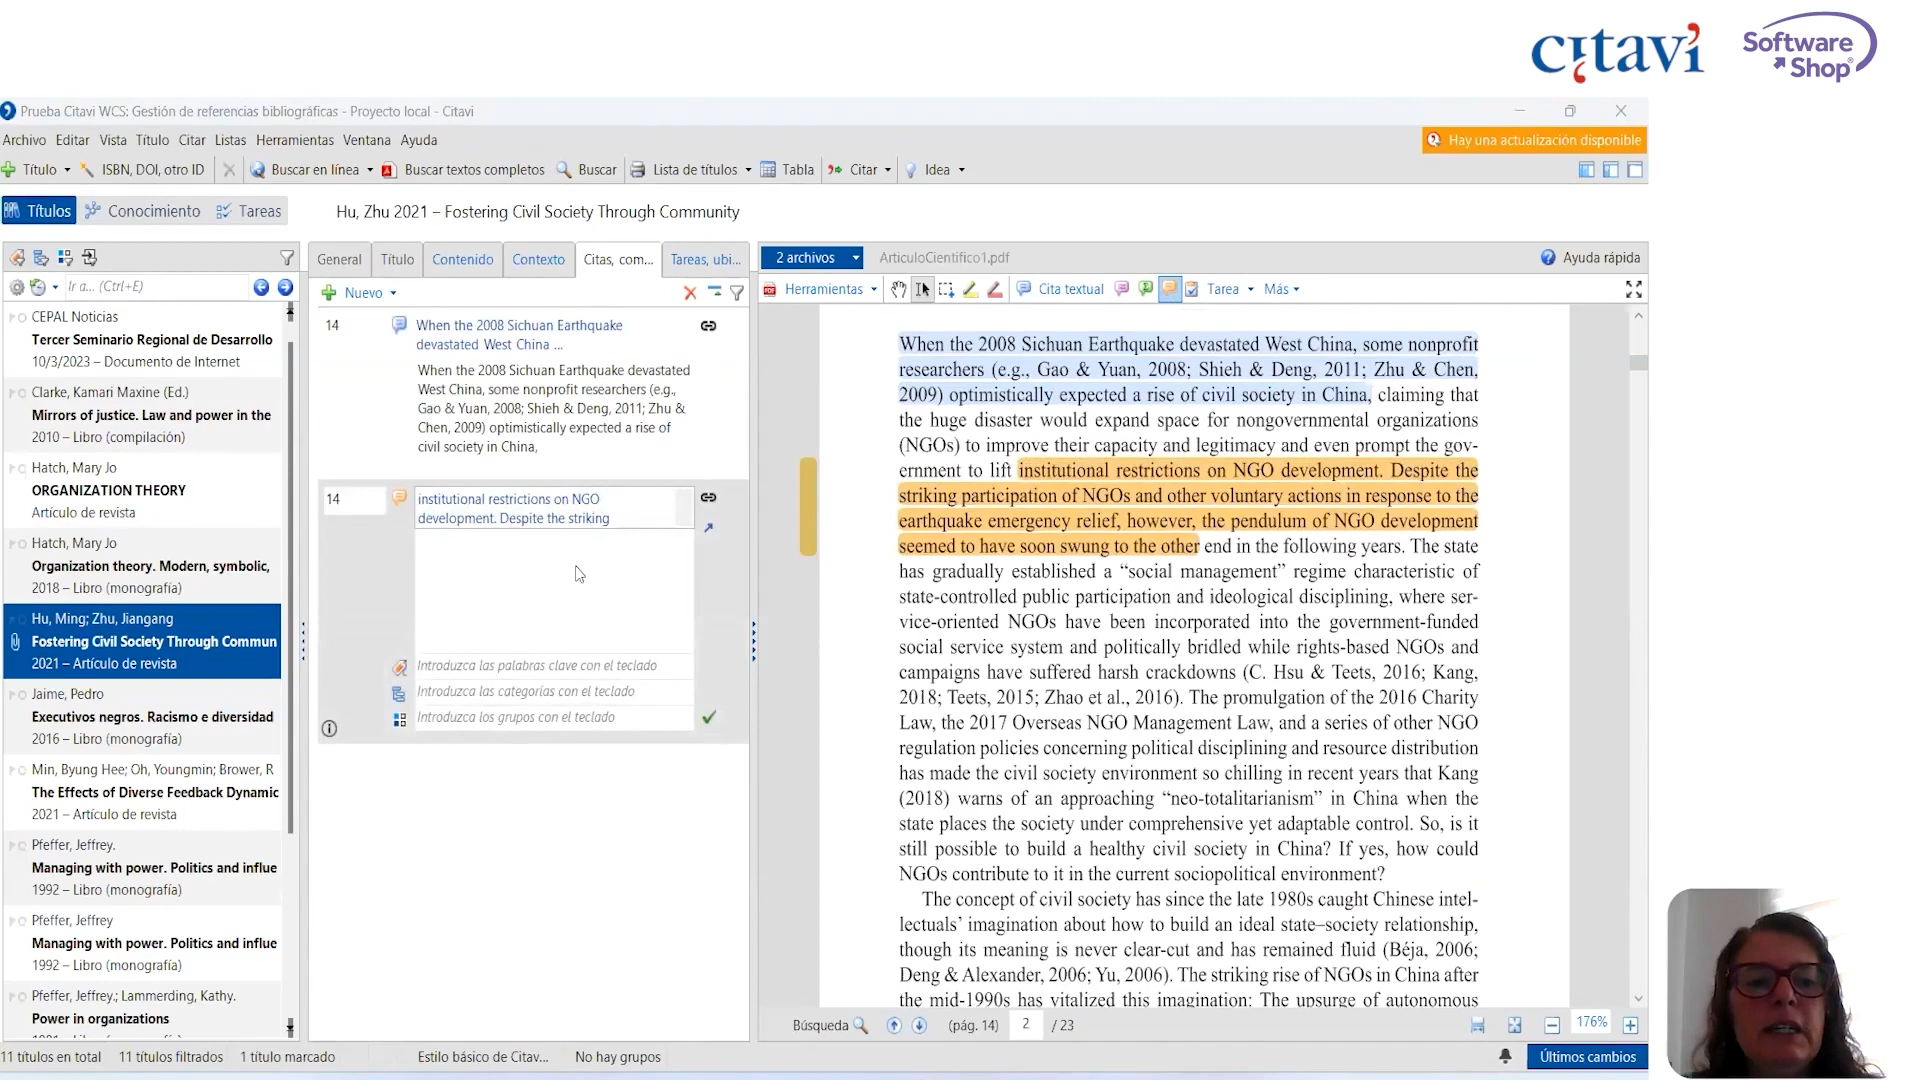 citavi
Software
Shop
Prueba Citavi WCS: Gestión de referencias bibliográficas - Proyecto local - Citavi
Archivo Editar Vista Título Citar Listas Herramientas Ventana Ayuda
Hay una actualización disponible
Título ISBN, DOI, otro ID Buscar en línea Buscar textos completos Buscar Lista de títulos Tabla Citar Idea
Títulos Conocimiento Tareas
Hu, Zhu 2021 – Fostering Civil Society Through Community
Ir a... (Ctrl+E)
CEPAL Noticias
Tercer Seminario Regional de Desarrollo
10/3/2023 – Documento de Internet
Clarke, Kamari Maxine (Ed.)
Mirrors of justice. Law and power in the
2010 – Libro (compilación)
Hatch, Mary Jo
ORGANIZATION THEORY
Artículo de revista
Hatch, Mary Jo
Organization theory. Modern, symbolic,
2018 – Libro (monografía)
Hu, Ming; Zhu, Jiangang
Fostering Civil Society Through Commun
2021 – Artículo de revista
Jaime, Pedro
Executivos negros. Racismo e diversidad
2016 – Libro (monografía)
Min, Byung Hee; Oh, Youngmin; Brower, R
The Effects of Diverse Feedback Dynamic
2021 – Artículo de revista
Pfeffer, Jeffrey.
Managing with power. Politics and influe
1992 – Libro (monografía)
Pfeffer, Jeffrey
Managing with power. Politics and influe
1992 – Libro (monografía)
Pfeffer, Jeffrey.; Lammerding, Kathy.
Power in organizations
General Título Contenido Contexto Citas, com... Tareas, ubi...
Nuevo
14 When the 2008 Sichuan Earthquake
devastated West China ...
When the 2008 Sichuan Earthquake devastated
West China, some nonprofit researchers (e.g.,
Gao & Yuan, 2008; Shieh & Deng, 2011; Zhu &
Chen, 2009) optimistically expected a rise of
civil society in China,
14 institutional restrictions on NGO
development. Despite the striking
Introduzca las palabras clave con el teclado
Introduzca las categorías con el teclado
Introduzca los grupos con el teclado
2 archivos ArticuloCientifico1.pdf Ayuda rápida
Herramientas Cita textual Tarea Más
When the 2008 Sichuan Earthquake devastated West China, some nonprofit
researchers (e.g., Gao & Yuan, 2008; Shieh & Deng, 2011; Zhu & Chen,
2009) optimistically expected a rise of civil society in China, claiming that
the huge disaster would expand space for nongovernmental organizations
(NGOs) to improve their capacity and legitimacy and even prompt the gov-
ernment to lift institutional restrictions on NGO development. Despite the
striking participation of NGOs and other voluntary actions in response to the
earthquake emergency relief, however, the pendulum of NGO development
seemed to have soon swung to the other end in the following years. The state
has gradually established a “social management” regime characteristic of
state-controlled public participation and ideological disciplining, where ser-
vice-oriented NGOs have been incorporated into the government-funded
social service system and politically bridled while rights-based NGOs and
campaigns have suffered harsh crackdowns (C. Hsu & Teets, 2016; Kang,
2018; Teets, 2015; Zhao et al., 2016). The promulgation of the 2016 Charity
Law, the 2017 Overseas NGO Management Law, and a series of other NGO
regulation policies concerning political disciplining and resource distribution
has made the civil society environment so chilling in recent years that Kang
(2018) warns of an approaching “neo-totalitarianism” in China when the
state places the society under comprehensive yet adaptable control. So, is it
still possible to build a healthy civil society in China? If yes, how could
NGOs contribute to it in the current sociopolitical environment?
The concept of civil society has since the late 1980s caught Chinese intel-
lectuals’ imagination about how to build an ideal state–society relationship,
though its meaning is never clear-cut and has remained fluid (Béja, 2006;
Deng & Alexander, 2006; Yu, 2006). The striking rise of NGOs in China after
the mid-1990s has vitalized this imagination: The upsurge of autonomous
Búsqueda (pág. 14) 2 / 23 176%
11 títulos en total 11 títulos filtrados 1 título marcado Estilo básico de Citav... No hay grupos Últimos cambios